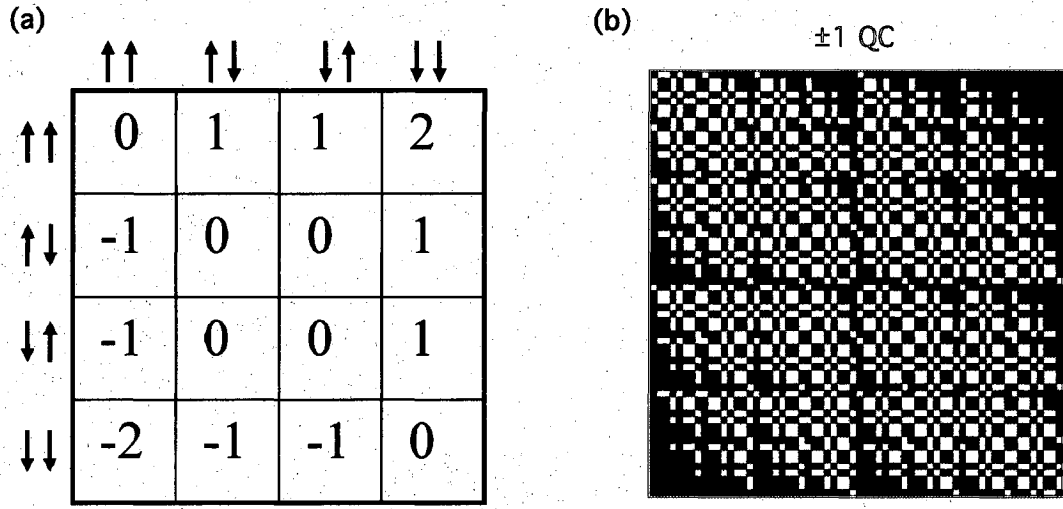 (a)
↑↑ ↑↓ ↓↑ ↓↓
↑↑ 0 1 1 2
↑↓ -1 0 0 1
↓↑ -1 0 0 1
↓↓ -2 -1 -1 0
(b)
±1 QC